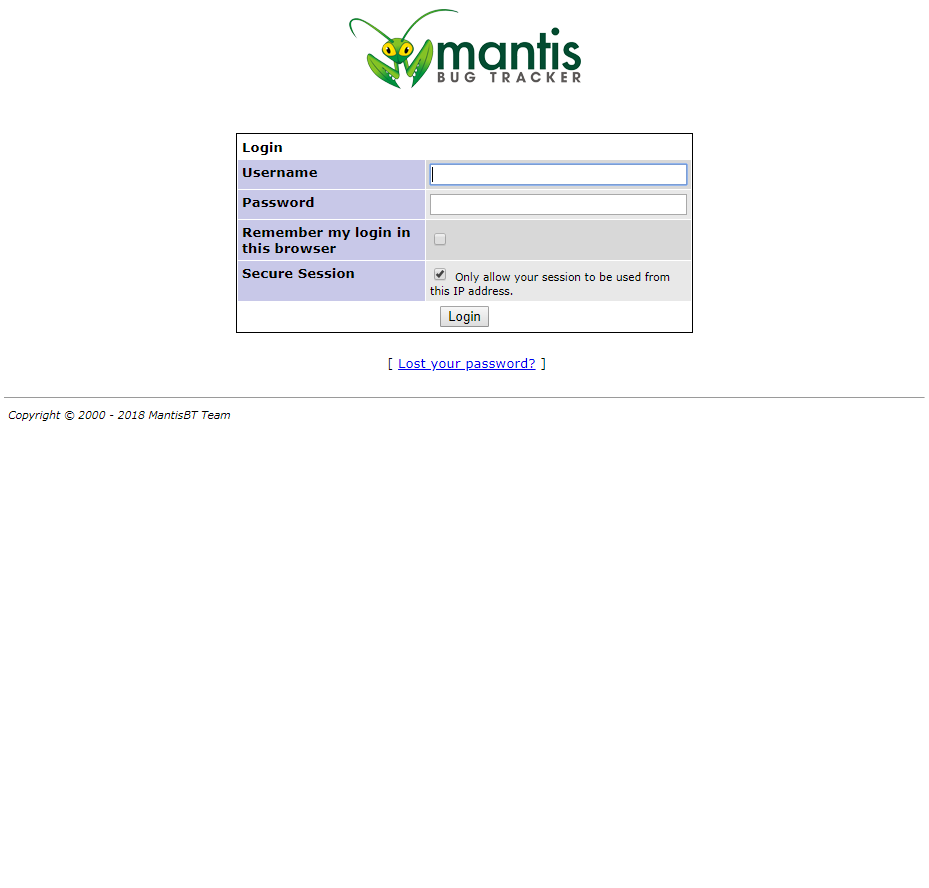 mantis
BUG TRACKER
Login
Username
Password
Remember my login in
this browser
Secure Session
Only allow your session to be used from
this IP address.
Login
[ Lost your password? ]
Copyright © 2000 - 2018 MantisBT Team